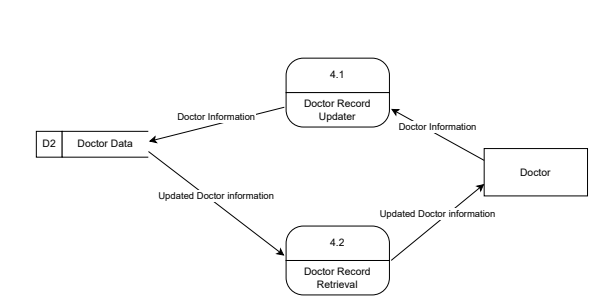 4.1
Doctor Record
Updater
Doctor Information
Doctor Information
D2
Doctor Data
Doctor
Updated Doctor information
Updated Doctor information
4.2
Doctor Record
Retrieval